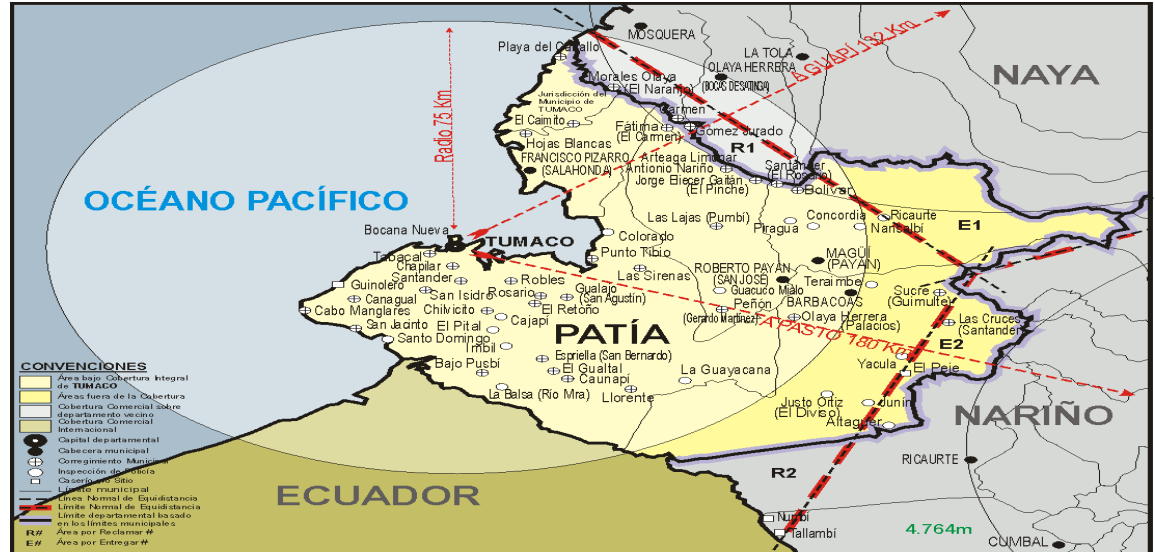 MOSQUERA
Playa del Caballo
LA TOLA
OLAYA HERRERA
(BOCAS DE SATINGA)
A GUAPÍ 132 Km
NAYA
Morales Olaya
(El Naranjo)
Jurisdicción del
Municipio de
TUMACO
Radio 75 Km
El Caimito
Carmen
Fátima
(El Carmen)
Gómez Jurado
R1
Hojas Blancas
FRANCISCO PIZARRO
(SALAHONDA)
Arteaga Limonar
Antonio Nariño
Jorge Eliecer Gaitán
(El Pinche)
Santander
(El Rosario)
Bolívar
OCÉANO PACÍFICO
Las Lajas (Pumbí)
Concordia
Piragua
Ricaurte
Nansalbí
E1
Bocana Nueva
TUMACO
Colorado
Punto Tibio
Las Sirenas
MAGÜÍ
(PAYÁN)
Tabacal
Chapilar
Santander
Guinolero
San Isidro
Canagual
Cabo Manglares
Chilvicito
Robles
Rosario
Gualajo
(San Agustín)
El Retoño
Cajapí
San Jacinto
El Pital
Santo Domingo
Imbil
ROBERTO PAYÁN
(SAN JOSÉ)
Teraimbe
Guacuco
Mialo
Peñón
(Gerardo Martínez)
BARBACOAS
Olaya Herrera
(Palacios)
Sucre
(Guimulte)
Las Cruces
(Santander)
PATÍA
A PASTO 180 Km
E2
Bajo Pusbí
Espriella (San Bernardo)
El Gualtal
Caunapí
La Balsa (Río Mra)
Llorente
La Guayacana
Yacula
El Peje
Justo Ortiz
(El Diviso)
Junín
Altaquer
NARIÑO
RICAURTE
R2
ECUADOR
Numbí
Tallambí
4.764m
CUMBAL
CONVENCIONES
Área bajo Cobertura Integral
de TUMACO
Áreas fuera de la Cobertura
Cobertura Comercial sobre
departamento vecino
Cobertura Comercial
Internacional
Capital departamental
Cabecera municipal
Corregimiento Municipal
Inspección de Policía
Caserío y/o Sitio
Límite municipal
Línea Normal de Equidistancia
Límite Normal de Equidistancia
Límite departamental basado
en los límites municipales
R# Área por Reclamar #
E# Área por Entregar #